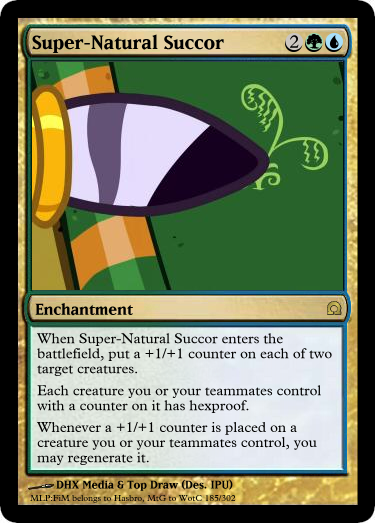 Super-Natural Succor 2
Enchantment
When Super-Natural Succor enters the
battlefield, put a +1/+1 counter on each of two
target creatures.
Each creature you or your teammates control
with a counter on it has hexproof.
Whenever a +1/+1 counter is placed on a
creature you or your teammates control, you
may regenerate it.
DHX Media & Top Draw (Des. IPU)
MLP:FiM belongs to Hasbro, MtG to WotC 185/302